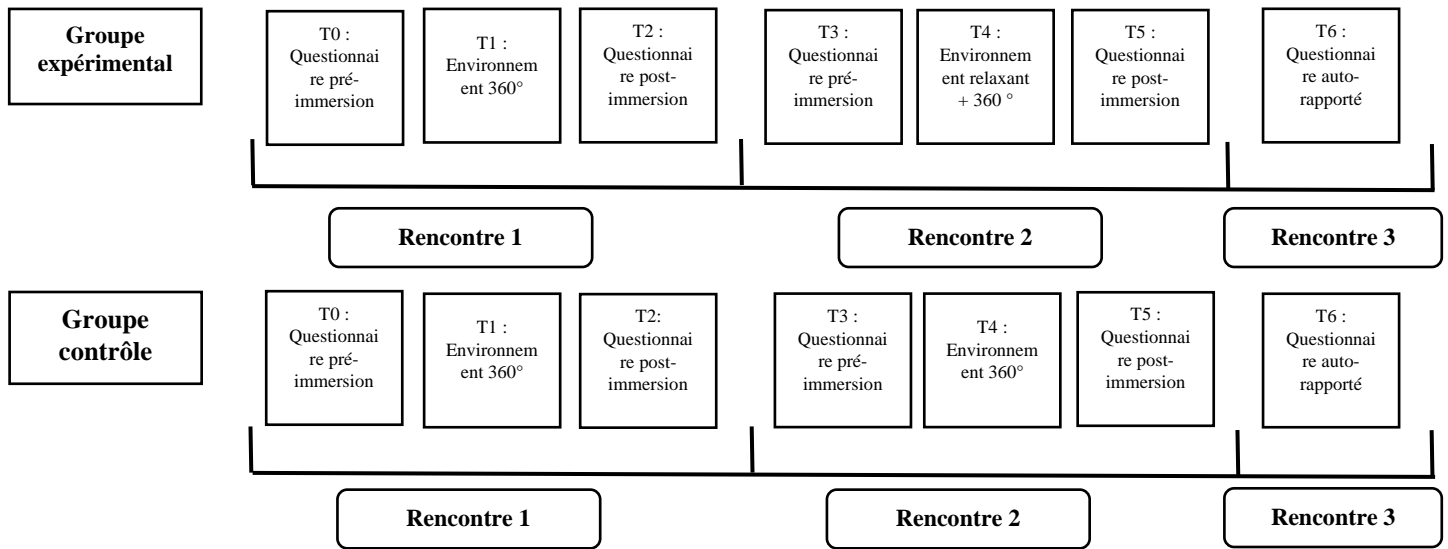 Groupe
expérimental
T0 :
Questionnai
re pré-
immersion
T1 :
Environnem
ent 360°
T2 :
Questionnai
re post-
immersion
T3 :
Questionnai
re pré-
immersion
T4 :
Environnem
ent relaxant
+ 360 °
T5 :
Questionnai
re post-
immersion
T6 :
Questionnai
re auto-
rapporté
Rencontre 1
Rencontre 2
Rencontre 3
Groupe
contrôle
T0 :
Questionnai
re pré-
immersion
T1 :
Environnem
ent 360°
T2:
Questionnai
re post-
immersion
T3 :
Questionnai
re pré-
immersion
T4 :
Environnem
ent 360°
T5 :
Questionnai
re post-
immersion
T6 :
Questionnai
re auto-
rapporté
Rencontre 1
Rencontre 2
Rencontre 3